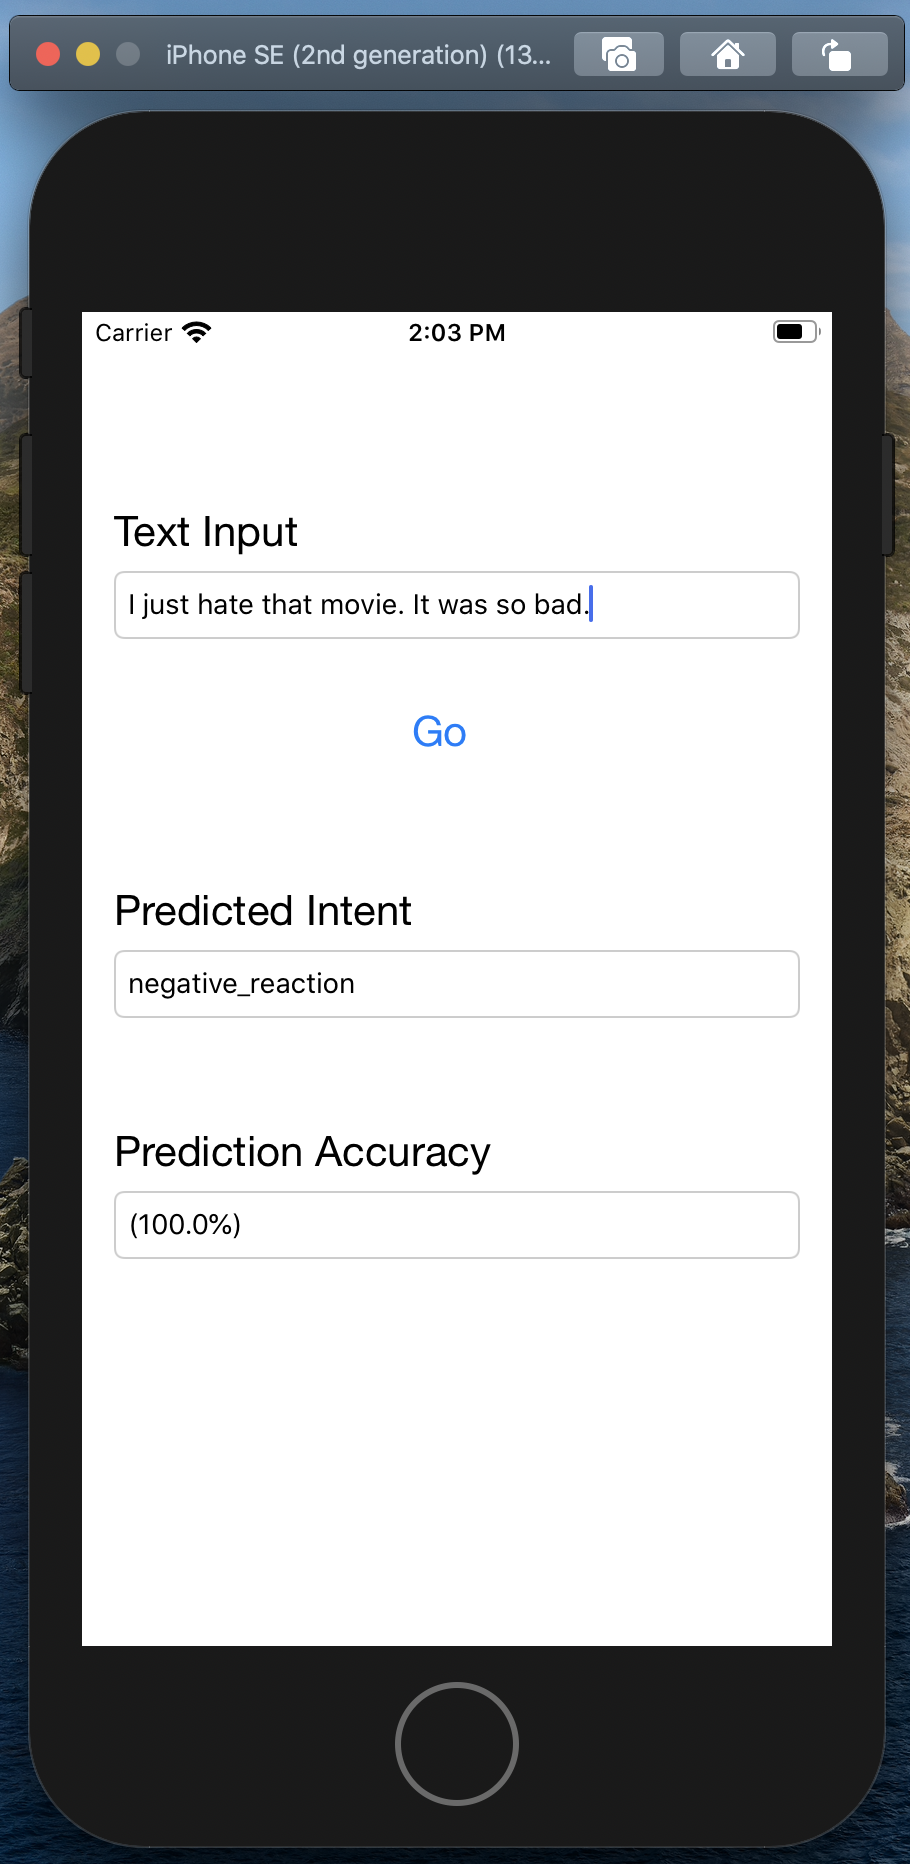 iPhone SE (2nd generation) (13...
Carrier
2:03 PM
Text Input
I just hate that movie. It was so bad.
Go
Predicted Intent
negative_reaction
Prediction Accuracy
(100.0%)